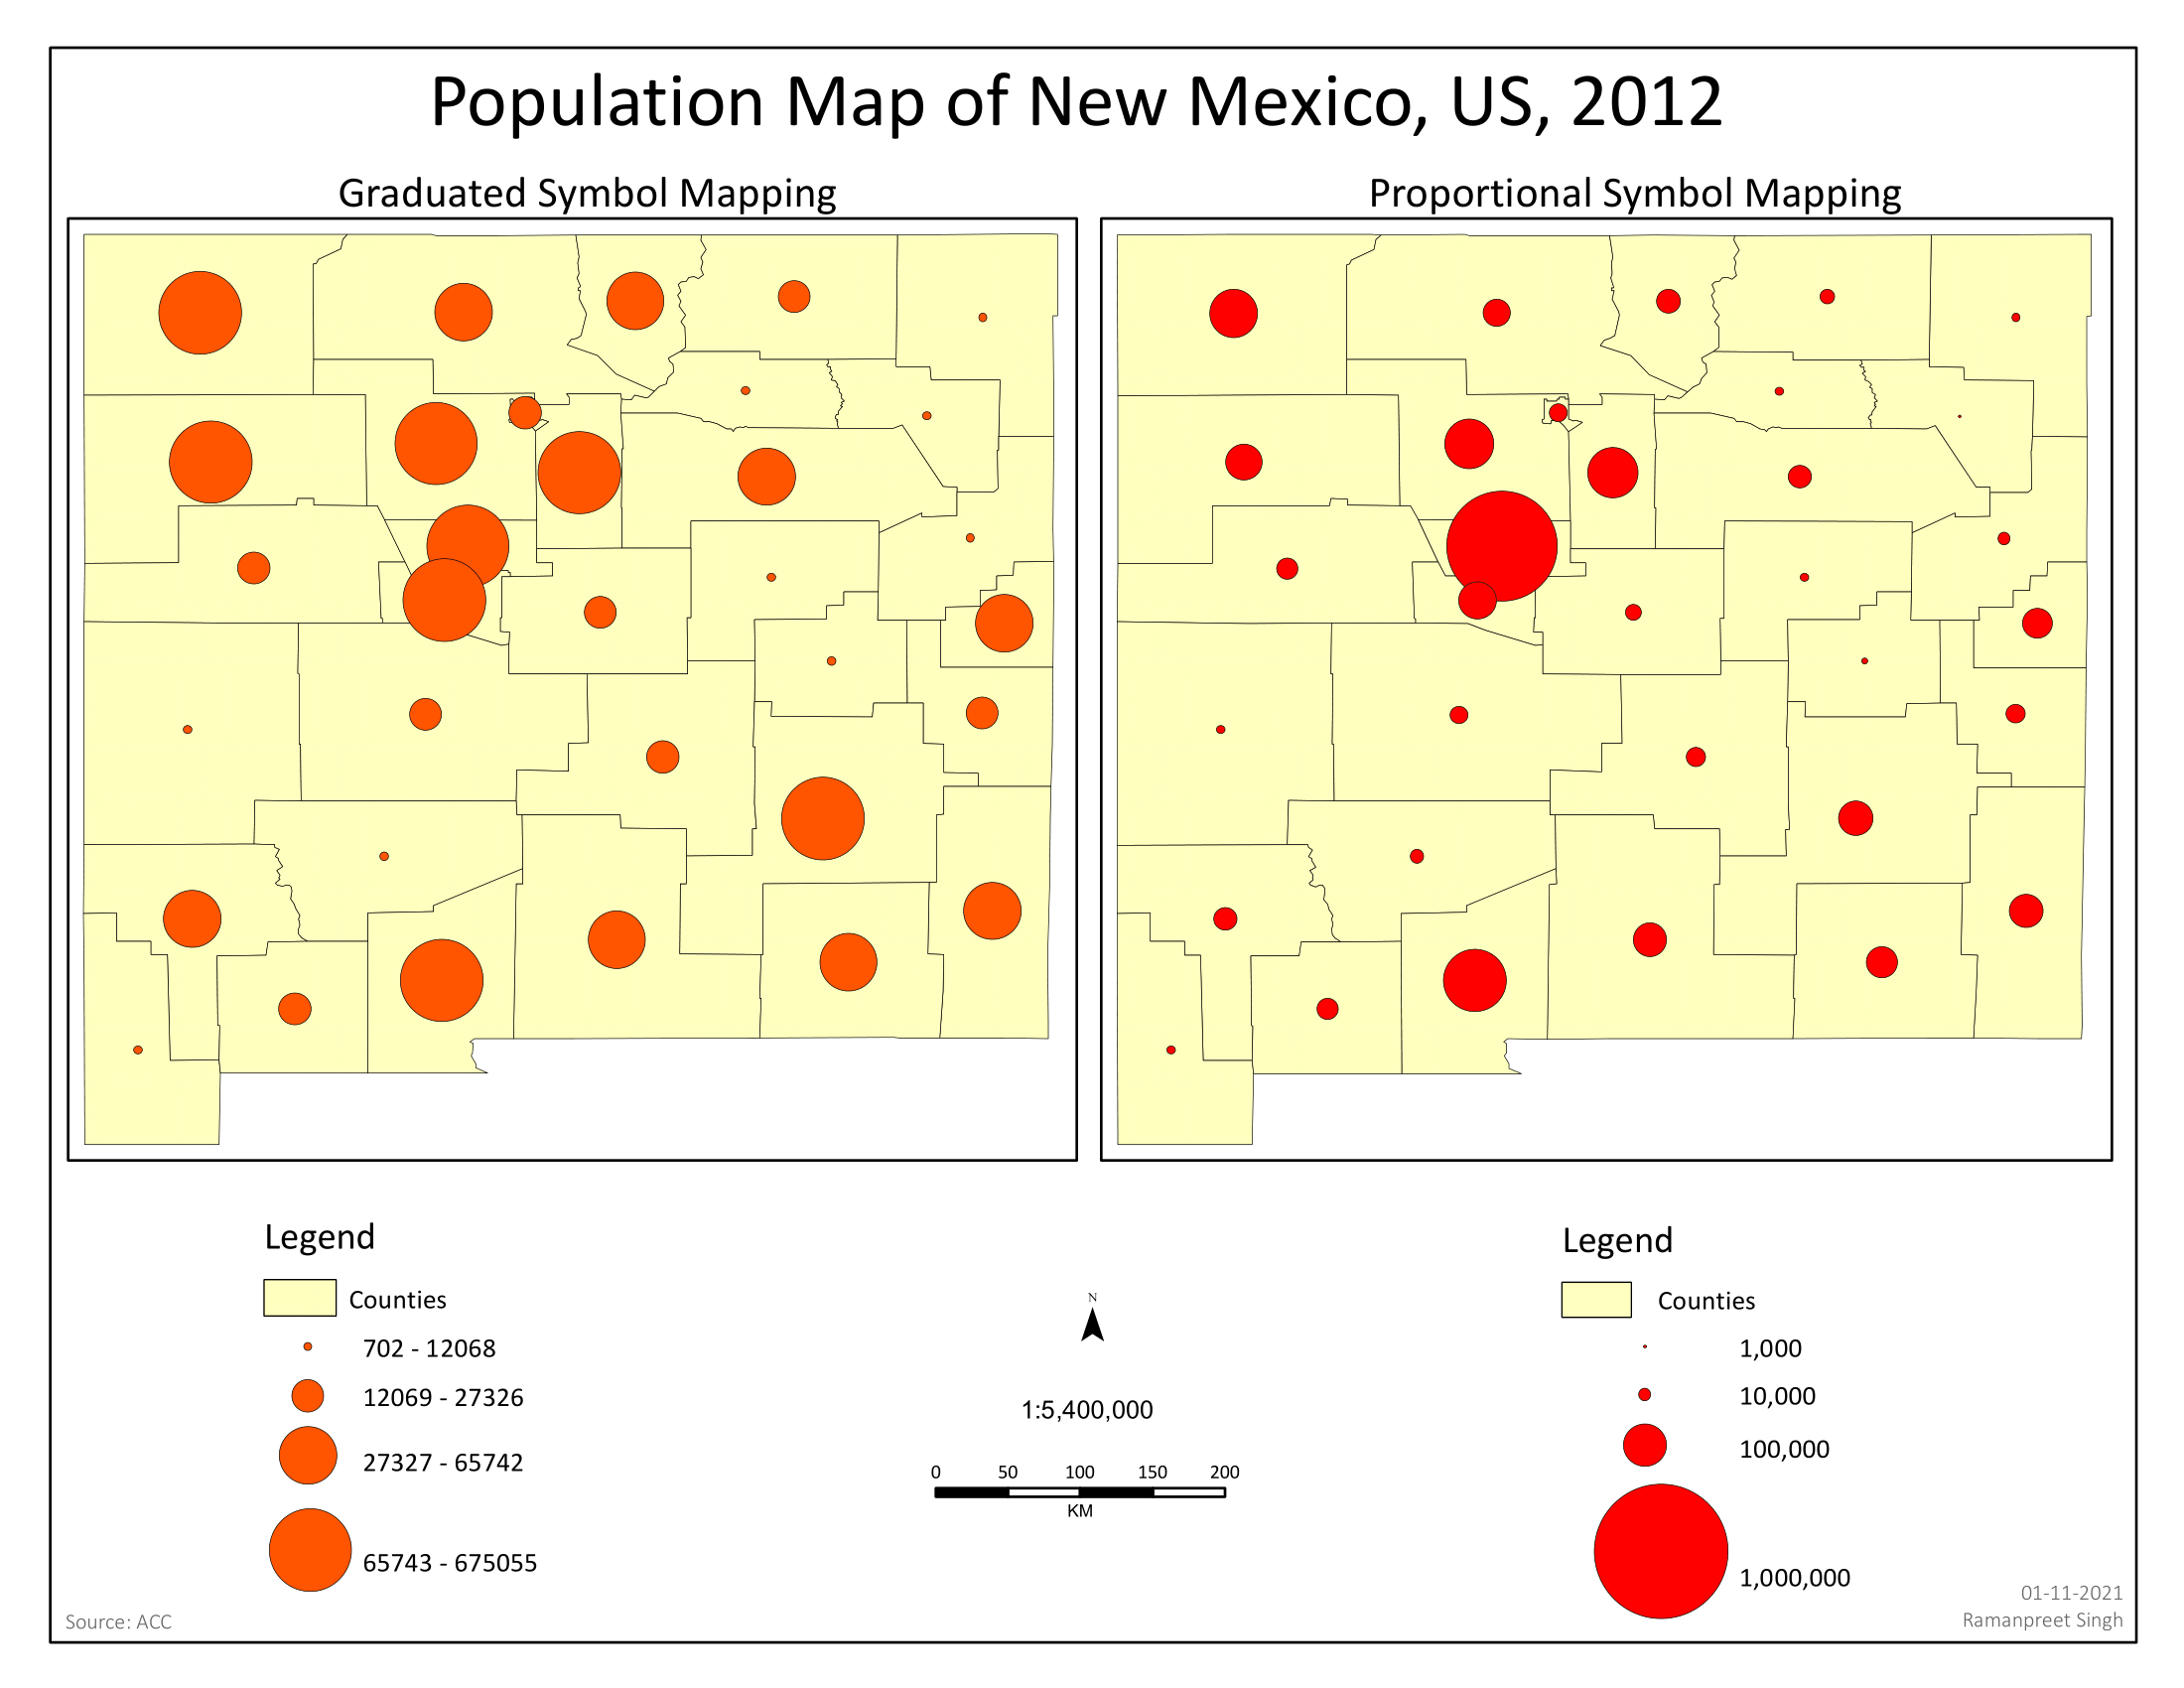 Population Map of New Mexico, US, 2012
Graduated Symbol Mapping
Proportional Symbol Mapping
Legend
Counties
702 - 12068
12069 - 27326
27327 - 65742
65743 - 675055
Source: ACC
N
1:5,400,000
0 50 100 150 200
KM
Legend
Counties
1,000
10,000
100,000
1,000,000
01-11-2021
Ramanpreet Singh